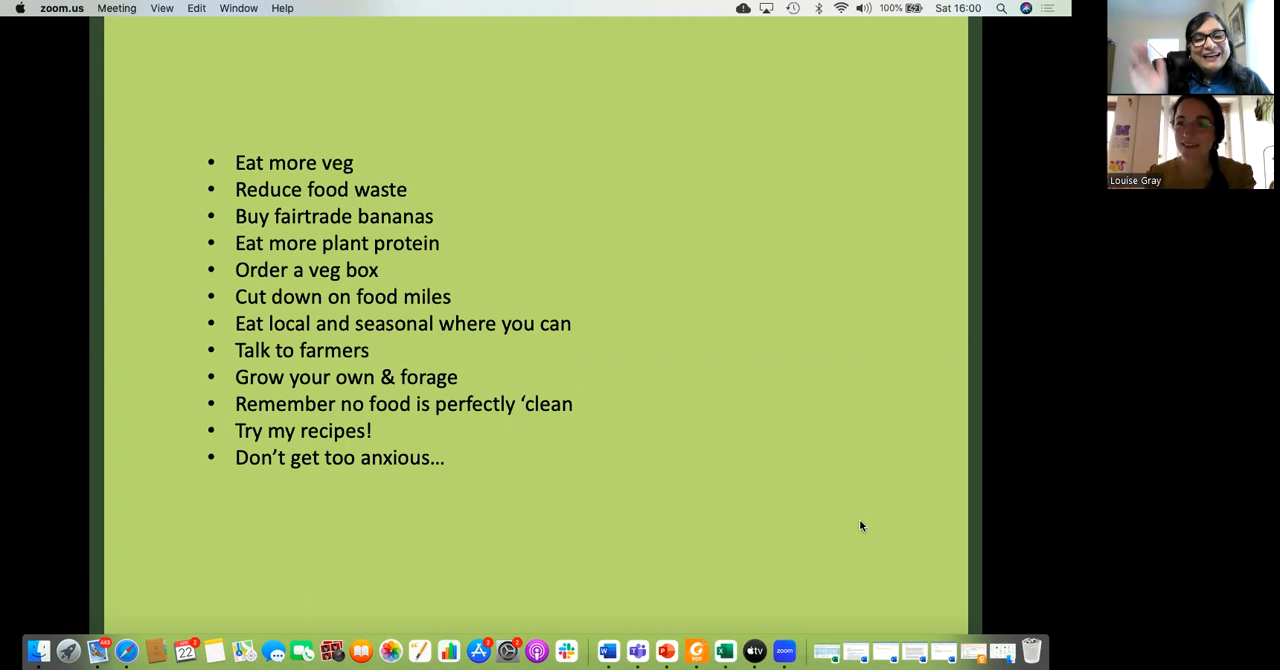 zoom.us Meeting View Edit Window Help 100% Sat 16:00
• Eat more veg
• Reduce food waste
• Buy fairtrade bananas
• Eat more plant protein
• Order a veg box
• Cut down on food miles
• Eat local and seasonal where you can
• Talk to farmers
• Grow your own & forage
• Remember no food is perfectly ‘clean
• Try my recipes!
• Don’t get too anxious…
Louise Gray
22
tv
zoom